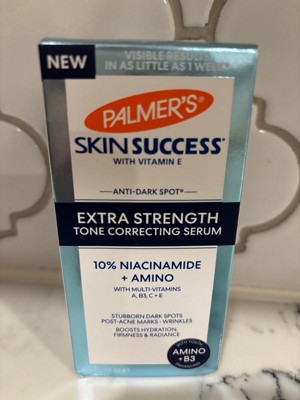 NEW
VISIBLE RESULTS
IN AS LITTLE AS 1 WEEK
PALMER'S®
SKIN SUCCESS®
WITH VITAMIN E
ANTI-DARK SPOT®
EXTRA STRENGTH
TONE CORRECTING SERUM
10% NIACINAMIDE
+ AMINO
WITH MULTI-VITAMINS
A, B3, C + E
STUBBORN DARK SPOTS
POST-ACNE MARKS • WRINKLES
BOOSTS HYDRATION,
FIRMNESS & RADIANCE
AMINO
+ B3